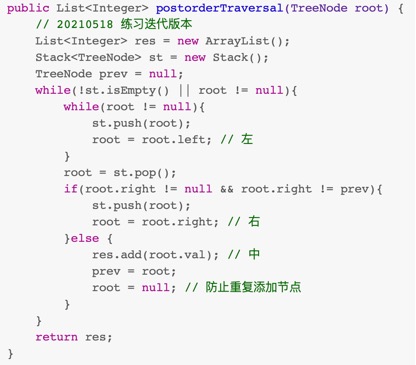 public List<Integer> postorderTraversal(TreeNode root) {
    // 20210518 练习迭代版本
    List<Integer> res = new ArrayList();
    Stack<TreeNode> st = new Stack();
    TreeNode prev = null;
    while(!st.isEmpty() || root != null){
        while(root != null){
            st.push(root);
            root = root.left; // 左
        }
        root = st.pop();
        if(root.right != null && root.right != prev){
            st.push(root);
            root = root.right; // 右
        }else {
            res.add(root.val); // 中
            prev = root;
            root = null; // 防止重复添加节点
        }
    }
    return res;
}